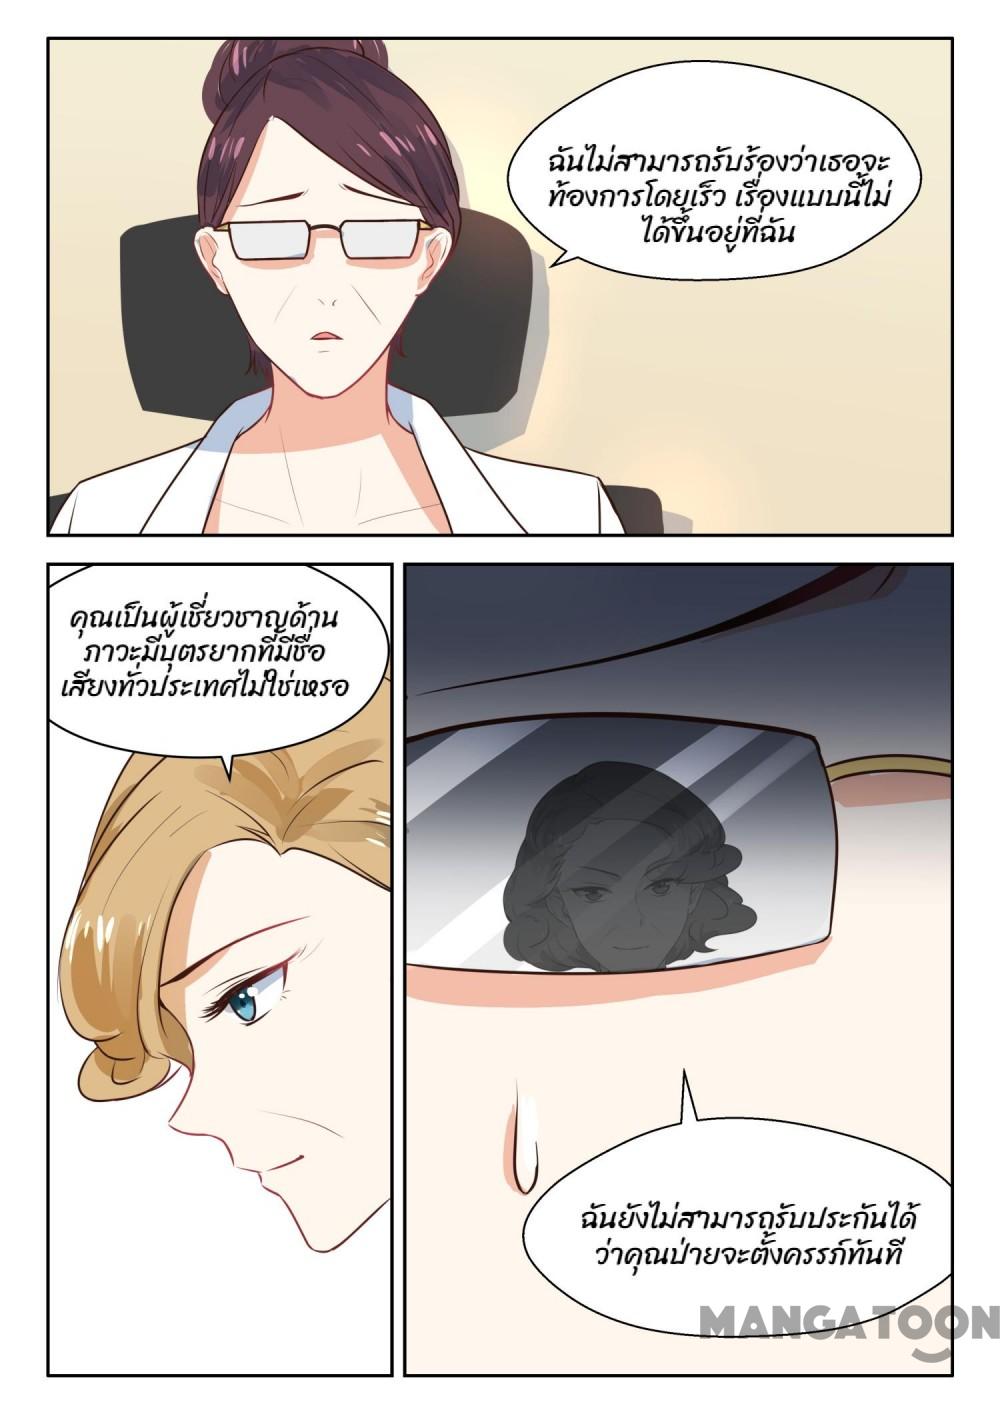 ฉันไม่สามารถรับร้องว่าเธอจะ
ท้องการโดยเร็ว เรื่องแบบนี้ไม่
ได้ขึ้นอยู่ที่ฉัน
คุณเป็นผู้เชี่ยวชาญด้าน
ภาวะมีบุตรยากที่มีชื่อ
เสียงทั่วประเทศไม่ใช่เหรอ
ฉันยังไม่สามารถรับประกันได้
ว่าคุณป่ายจะตั้งครรภ์ทันที
MANGATOON